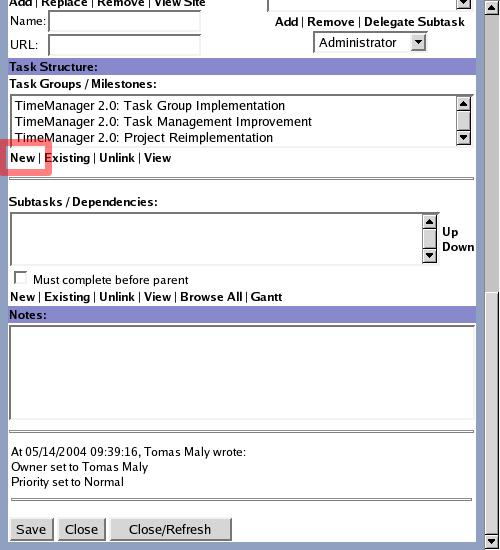 Add | Replace | Remove | View Site
Name:
URL:
Add | Remove | Delegate Subtask
Administrator
Task Structure:
Task Groups / Milestones:
TimeManager 2.0: Task Group Implementation
TimeManager 2.0: Task Management Improvement
TimeManager 2.0: Project Reimplementation
New | Existing | Unlink | View
Subtasks / Dependencies:
Up
Down
Must complete before parent
New | Existing | Unlink | View | Browse All | Gantt
Notes:
At 05/14/2004 09:39:16, Tomas Maly wrote:
Owner set to Tomas Maly
Priority set to Normal
Save Close Close/Refresh